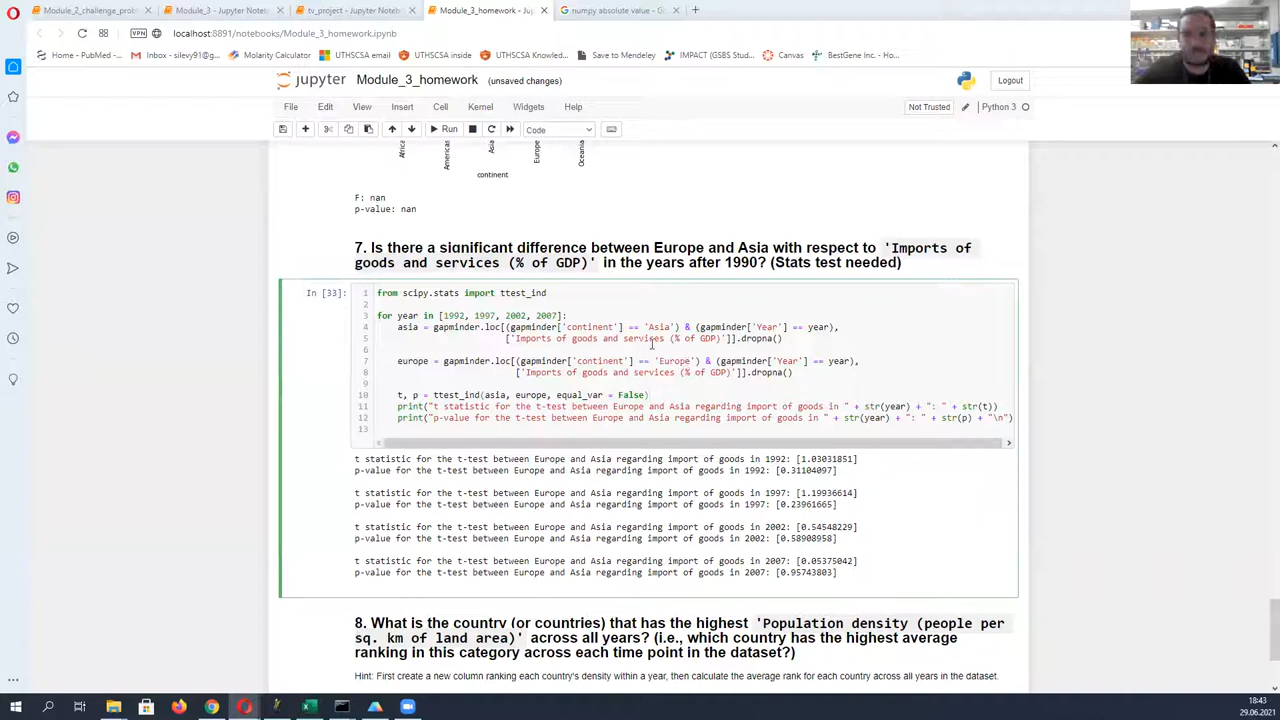 Module_2_challenge_prob
Module_3 - Jupyter Noteb
tv_project - Jupyter Noteb
Module_3_homework - Ju
numpy absolute value - Go
VPN
localhost:8891/notebooks/Module_3_homework.ipynb
Home - PubMed -
Inbox - silevy91@gm
Molarity Calculator
UTHSCSA email
UTHSCSA inside
UTHSCSA Knowled...
Save to Mendeley
IMPACT (GSBS Stud...
Canvas
BestGene Inc. - Ho...
jupyter Module_3_homework (unsaved changes)
Logout
File Edit View Insert Cell Kernel Widgets Help
Not Trusted
Python 3
Run
Code
Africa
Americas
Asia
Europe
Oceania
continent
F: nan
p-value: nan
7. Is there a significant difference between Europe and Asia with respect to 'Imports of
goods and services (% of GDP)' in the years after 1990? (Stats test needed)
In [33]:
1 from scipy.stats import ttest_ind
2
3 for year in [1992, 1997, 2002, 2007]:
4 asia = gapminder.loc[(gapminder['continent'] == 'Asia') & (gapminder['Year'] == year),
5 ['Imports of goods and services (% of GDP)']].dropna()
6
7 europe = gapminder.loc[(gapminder['continent'] == 'Europe') & (gapminder['Year'] == year),
8 ['Imports of goods and services (% of GDP)']].dropna()
9
10 t, p = ttest_ind(asia, europe, equal_var = False)
11 print("t statistic for the t-test between Europe and Asia regarding import of goods in " + str(year) + ": " + str(t))
12 print("p-value for the t-test between Europe and Asia regarding import of goods in " + str(year) + ": " + str(p) + "\n")
13
t statistic for the t-test between Europe and Asia regarding import of goods in 1992: [1.03031851]
p-value for the t-test between Europe and Asia regarding import of goods in 1992: [0.31104097]
t statistic for the t-test between Europe and Asia regarding import of goods in 1997: [1.19936614]
p-value for the t-test between Europe and Asia regarding import of goods in 1997: [0.23961665]
t statistic for the t-test between Europe and Asia regarding import of goods in 2002: [0.54548229]
p-value for the t-test between Europe and Asia regarding import of goods in 2002: [0.58908958]
t statistic for the t-test between Europe and Asia regarding import of goods in 2007: [0.05375042]
p-value for the t-test between Europe and Asia regarding import of goods in 2007: [0.95743803]
8. What is the country (or countries) that has the highest 'Population density (people per
sq. km of land area)' across all years? (i.e., which country has the highest average
ranking in this category across each time point in the dataset?)
Hint: First create a new column ranking each country's density within a year, then calculate the average rank for each country across all years in the dataset.
18:43
29.06.2021